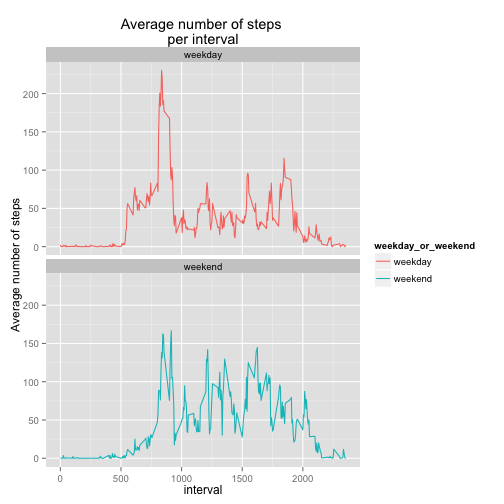 Average number of steps
per interval
weekday
200
150
100
50
0
weekend
200
150
100
50
0
0
500
1000
1500
2000
interval
Average number of steps
weekday_or_weekend
weekday
weekend